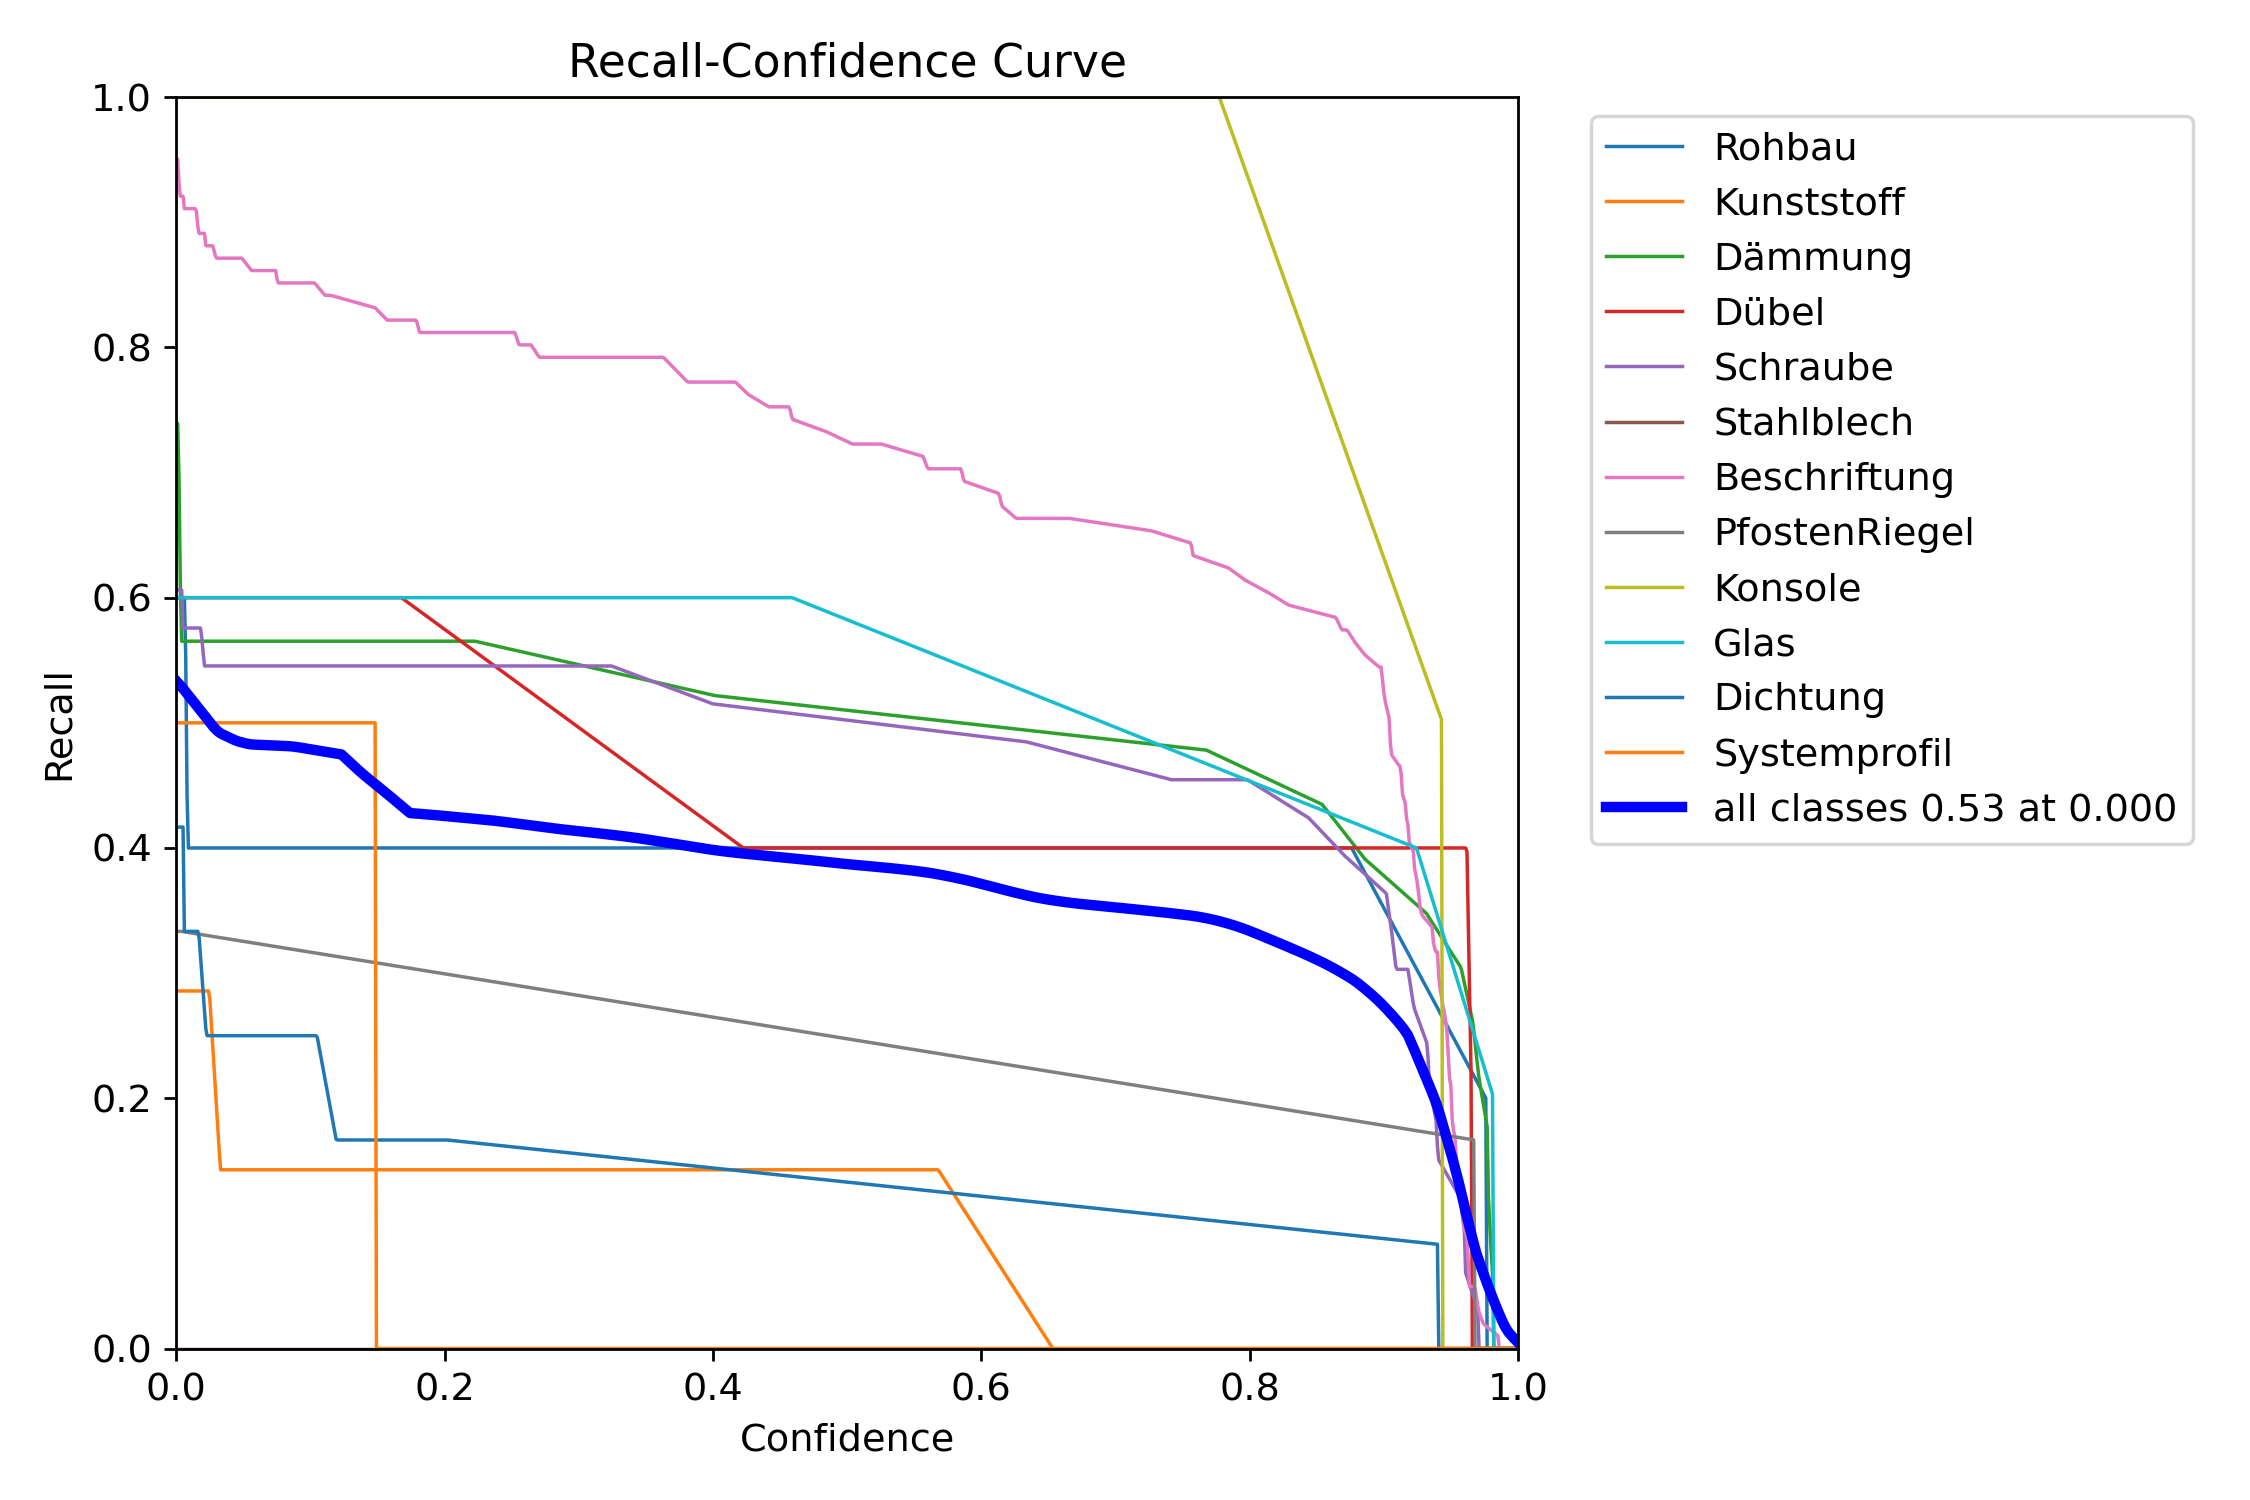 Recall-Confidence Curve
1.0
0.8
0.6
0.4
0.2
0.0
Recall
0.0 0.2 0.4 0.6 0.8 1.0
Confidence
Rohbau
Kunststoff
Dämmung
Dübel
Schraube
Stahlblech
Beschriftung
PfostenRiegel
Konsole
Glas
Dichtung
Systemprofil
all classes 0.53 at 0.000